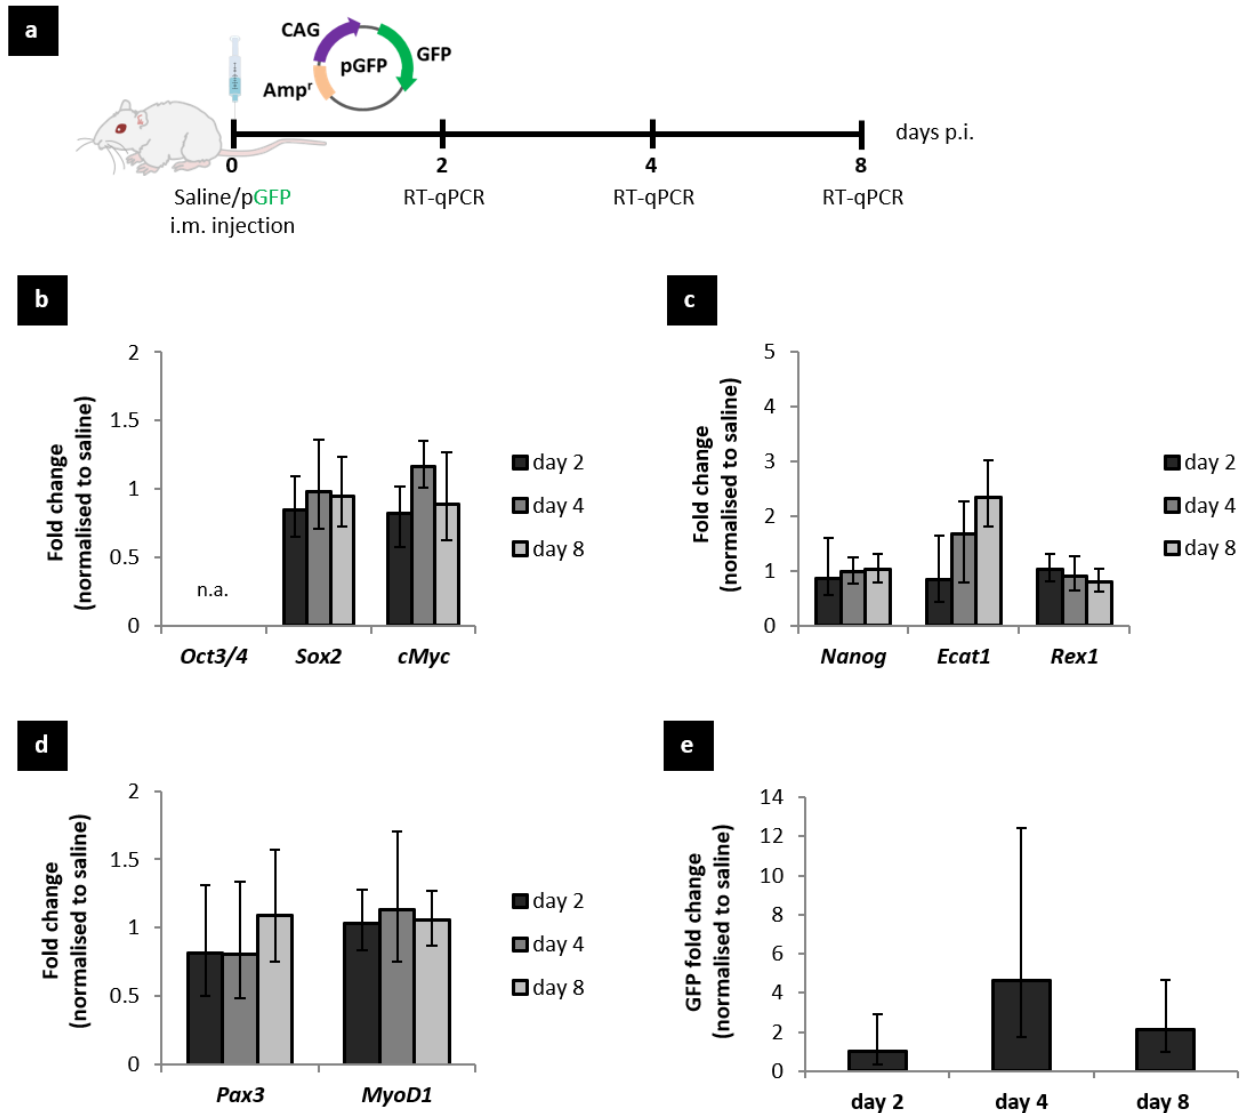 a
CAG
GFP
pGFP
Ampʳ
days p.i.
0
2
4
8
Saline/pGFP
i.m. injection
RT-qPCR
RT-qPCR
RT-qPCR
b
Fold change
(normalised to saline)
2
1.5
1
0.5
0
n.a.
Oct3/4
Sox2
cMyc
day 2
day 4
day 8
c
Fold change
(normalised to saline)
5
4
3
2
1
0
Nanog
Ecat1
Rex1
day 2
day 4
day 8
d
Fold change
(normalised to saline)
2
1.5
1
0.5
0
Pax3
MyoD1
day 2
day 4
day 8
e
GFP fold change
(normalised to saline)
14
12
10
8
6
4
2
0
day 2
day 4
day 8